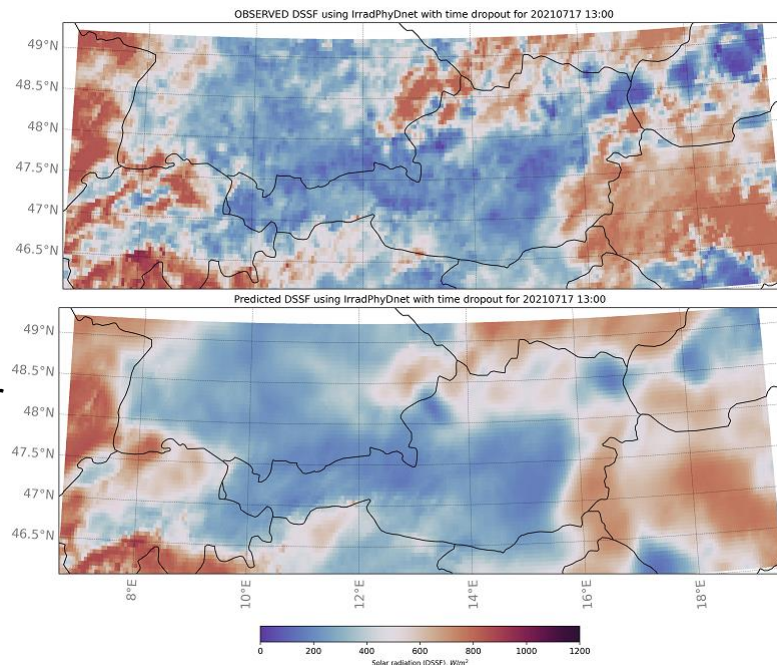 OBSERVED DSSF using IrradPhyDnet with time dropout for 20210717 13:00
49°N
48.5°N
48°N
47.5°N
47°N
46.5°N
Predicted DSSF using IrradPhyDnet with time dropout for 20210717 13:00
49°N
48.5°N
48°N
47.5°N
47°N
46.5°N
8°E
10°E
12°E
14°E
16°E
18°E
0 200 400 600 800 1000 1200
Solar radiation (DSSF), W/m²